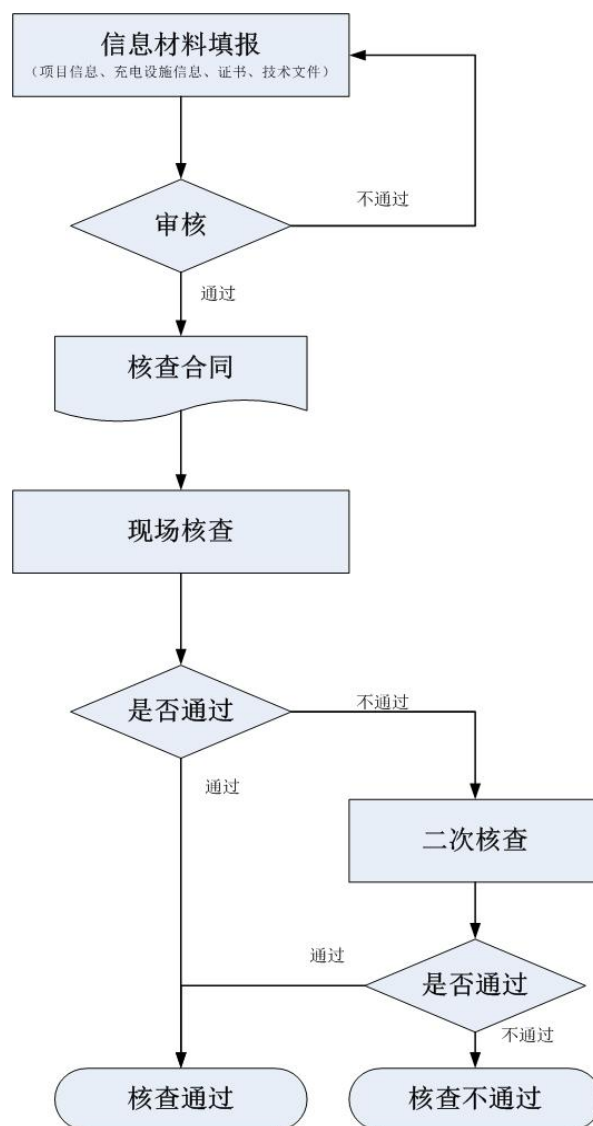 信息材料填报
（项目信息、充电设施信息、证书、技术文件）
不通过
审核
通过
核查合同
现场核查
不通过
是否通过
通过
二次核查
通过
是否通过
不通过
核查通过
核查不通过